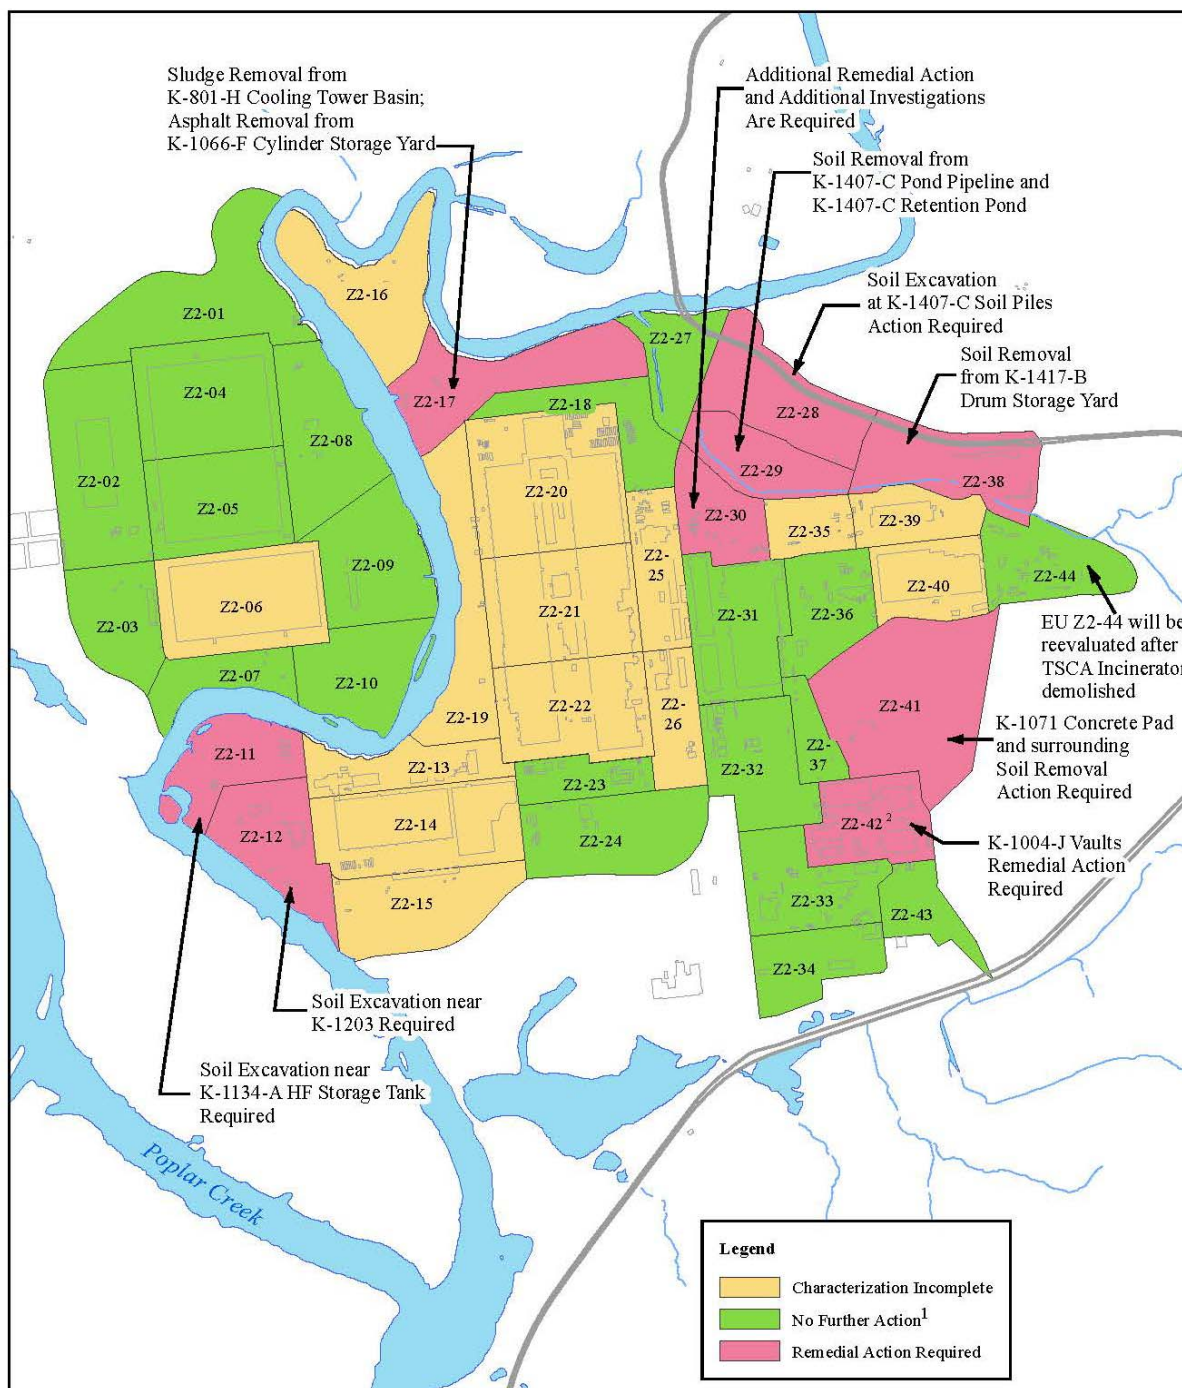 Sludge Removal from
K-801-H Cooling Tower Basin;
Asphalt Removal from
K-1066-F Cylinder Storage Yard
Additional Remedial Action
and Additional Investigations
Are Required
Soil Removal from
K-1407-C Pond Pipeline and
K-1407-C Retention Pond
Soil Excavation
at K-1407-C Soil Piles
Action Required
Soil Removal
from K-1417-B
Drum Storage Yard
Z2-16
Z2-01
Z2-27
Z2-04
Z2-17
Z2-18
Z2-28
Z2-08
Z2-02
Z2-29
Z2-38
Z2-05
Z2-20
Z2-30
Z2-39
Z2-35
Z2-25
Z2-09
Z2-44
Z2-40
Z2-06
Z2-21
Z2-31
Z2-36
Z2-03
EU Z2-44 will be
reevaluated after
TSCA Incinerator
demolished
Z2-07
Z2-10
Z2-22
Z2-26
Z2-41
Z2-19
Z2-11
K-1071 Concrete Pad
and surrounding
Soil Removal
Action Required
Z2-13
Z2-37
Z2-32
Z2-23
Z2-14
Z2-42²
Z2-12
Z2-24
K-1004-J Vaults
Remedial Action
Required
Z2-15
Z2-33
Z2-43
Z2-34
Soil Excavation near
K-1203 Required
Soil Excavation near
K-1134-A HF Storage Tank
Required
Poplar Creek
Legend
Characterization Incomplete
No Further Action¹
Remedial Action Required